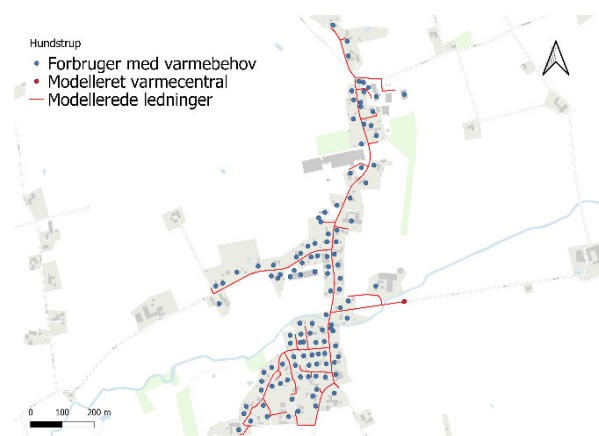 Hundstrup
Forbruger med varmebehov
Modelleret varmecentral
Modellerede ledninger
0 100 200 m